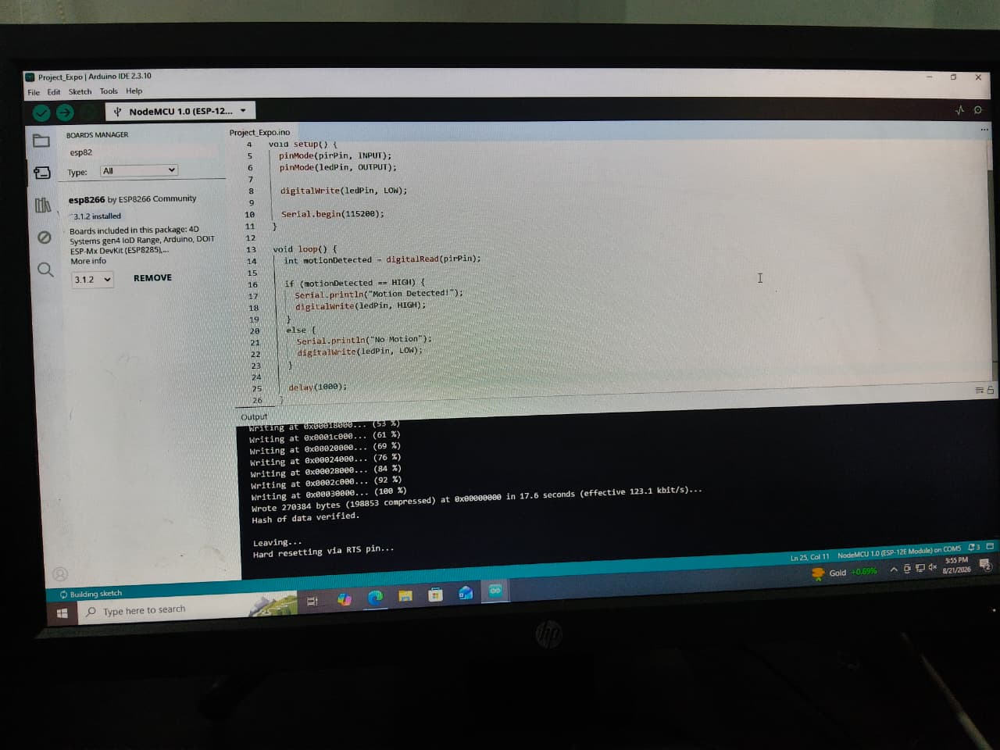 Project_Expo | Arduino IDE 2.3.10
File Edit Sketch Tools Help
NodeMCU 1.0 (ESP-12...
BOARDS MANAGER
esp82
Type: All
esp8266 by ESP8266 Community
3.1.2 installed
Boards included in this package: 4D
Systems gen4 IoD Range, Arduino, DOIT
ESP-Mx DevKit (ESP8285),...
More info
3.1.2 REMOVE
Project_Expo.ino
4 void setup() {
5 pinMode(pirPin, INPUT);
6 pinMode(ledPin, OUTPUT);
7
8 digitalWrite(ledPin, LOW);
9
10 Serial.begin(115200);
11 }
12
13 void loop() {
14 int motionDetected = digitalRead(pirPin);
15
16 if (motionDetected == HIGH) {
17 Serial.println("Motion Detected!");
18 digitalWrite(ledPin, HIGH);
19 }
20 else {
21 Serial.println("No Motion");
22 digitalWrite(ledPin, LOW);
23 }
24
25 delay(1000);
26 }
Output
Writing at 0x00018000... (53 %)
Writing at 0x0001c000... (61 %)
Writing at 0x00020000... (69 %)
Writing at 0x00024000... (76 %)
Writing at 0x00028000... (84 %)
Writing at 0x0002c000... (92 %)
Writing at 0x00030000... (100 %)
Wrote 270384 bytes (198853 compressed) at 0x00000000 in 17.6 seconds (effective 123.1 kbit/s)...
Hash of data verified.
Leaving...
Hard resetting via RTS pin...
Building sketch
Ln 25, Col 11 NodeMCU 1.0 (ESP-12E Module) on COM5 3
Type here to search
Gold +0.69%
5:55 PM
8/21/2026
2
hp